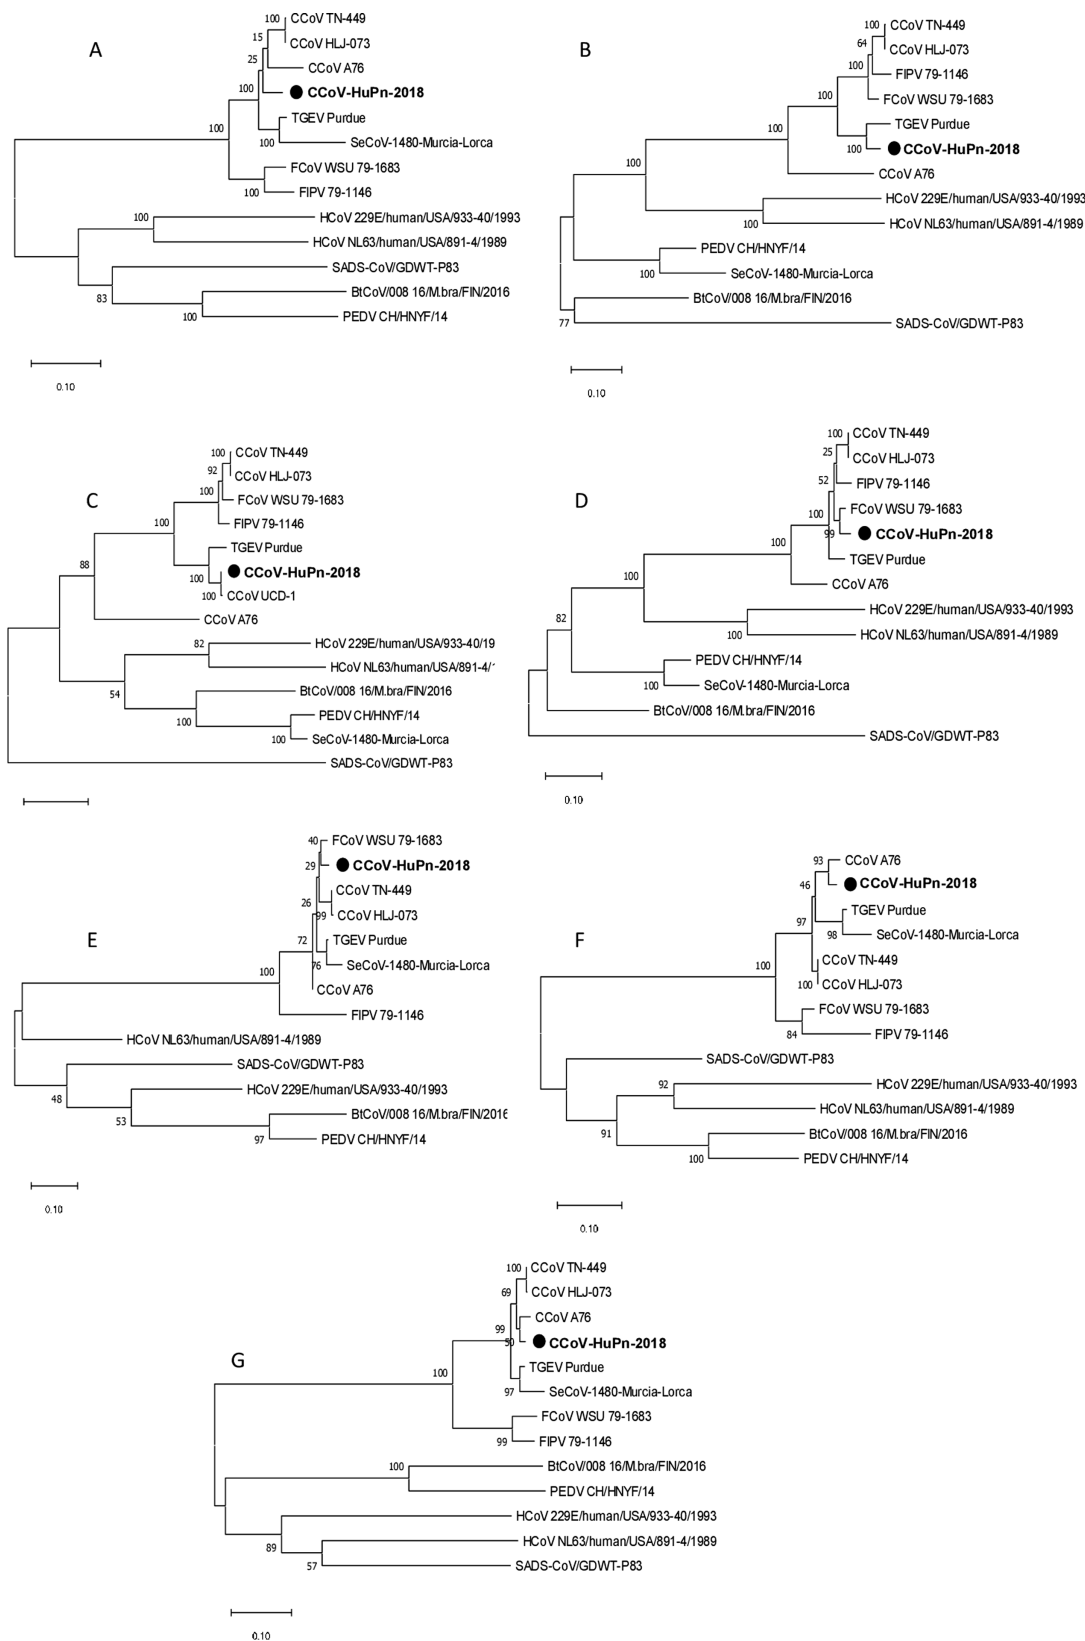 A
100
CCoV TN-449
15
CCoV HLJ-073
25
CCoV A76
100
CCoV-HuPn-2018
100
TGEV Purdue
100
SeCoV-1480-Murcia-Lorca
FCoV WSU 79-1683
100
FIPV 79-1146
100
HCoV 229E/human/USA/933-40/1993
HCoV NL63/human/USA/891-4/1989
SADS-CoV/GDWT-P83
83
BtCoV/008 16/M.bra/FIN/2016
100
PEDV CH/HNYF/14
0.10
B
100
CCoV TN-449
64
CCoV HLJ-073
100
FIPV 79-1146
FCoV WSU 79-1683
100
TGEV Purdue
100
CCoV-HuPn-2018
100
CCoV A76
HCoV 229E/human/USA/933-40/1993
100
HCoV NL63/human/USA/891-4/1989
PEDV CH/HNYF/14
100
SeCoV-1480-Murcia-Lorca
BtCoV/008 16/M.bra/FIN/2016
77
SADS-CoV/GDWT-P83
0.10
C
100
CCoV TN-449
92
CCoV HLJ-073
100
FCoV WSU 79-1683
100
FIPV 79-1146
TGEV Purdue
88
100
CCoV-HuPn-2018
100
CCoV UCD-1
CCoV A76
82
HCoV 229E/human/USA/933-40/19
HCoV NL63/human/USA/891-4/
54
BtCoV/008 16/M.bra/FIN/2016
100
PEDV CH/HNYF/14
100
SeCoV-1480-Murcia-Lorca
SADS-CoV/GDWT-P83
D
100
CCoV TN-449
25
CCoV HLJ-073
52
FIPV 79-1146
100
FCoV WSU 79-1683
99
CCoV-HuPn-2018
100
TGEV Purdue
100
CCoV A76
82
HCoV 229E/human/USA/933-40/1993
100
HCoV NL63/human/USA/891-4/1989
PEDV CH/HNYF/14
100
SeCoV-1480-Murcia-Lorca
BtCoV/008 16/M.bra/FIN/2016
SADS-CoV/GDWT-P83
0.10
E
40
FCoV WSU 79-1683
29
CCoV-HuPn-2018
26
CCoV TN-449
99
CCoV HLJ-073
72
TGEV Purdue
76
SeCoV-1480-Murcia-Lorca
100
CCoV A76
FIPV 79-1146
HCoV NL63/human/USA/891-4/1989
SADS-CoV/GDWT-P83
48
HCoV 229E/human/USA/933-40/1993
53
BtCoV/008 16/M.bra/FIN/2016
97
PEDV CH/HNYF/14
0.10
F
93
CCoV A76
46
CCoV-HuPn-2018
97
TGEV Purdue
98
SeCoV-1480-Murcia-Lorca
100
CCoV TN-449
100
CCoV HLJ-073
FCoV WSU 79-1683
84
FIPV 79-1146
SADS-CoV/GDWT-P83
92
HCoV 229E/human/USA/933-40/1993
HCoV NL63/human/USA/891-4/1989
91
BtCoV/008 16/M.bra/FIN/2016
100
PEDV CH/HNYF/14
0.10
G
100
CCoV TN-449
69
CCoV HLJ-073
CCoV A76
99
50
CCoV-HuPn-2018
100
TGEV Purdue
97
SeCoV-1480-Murcia-Lorca
FCoV WSU 79-1683
99
FIPV 79-1146
100
BtCoV/008 16/M.bra/FIN/2016
PEDV CH/HNYF/14
HCoV 229E/human/USA/933-40/1993
89
HCoV NL63/human/USA/891-4/1989
57
SADS-CoV/GDWT-P83
0.10